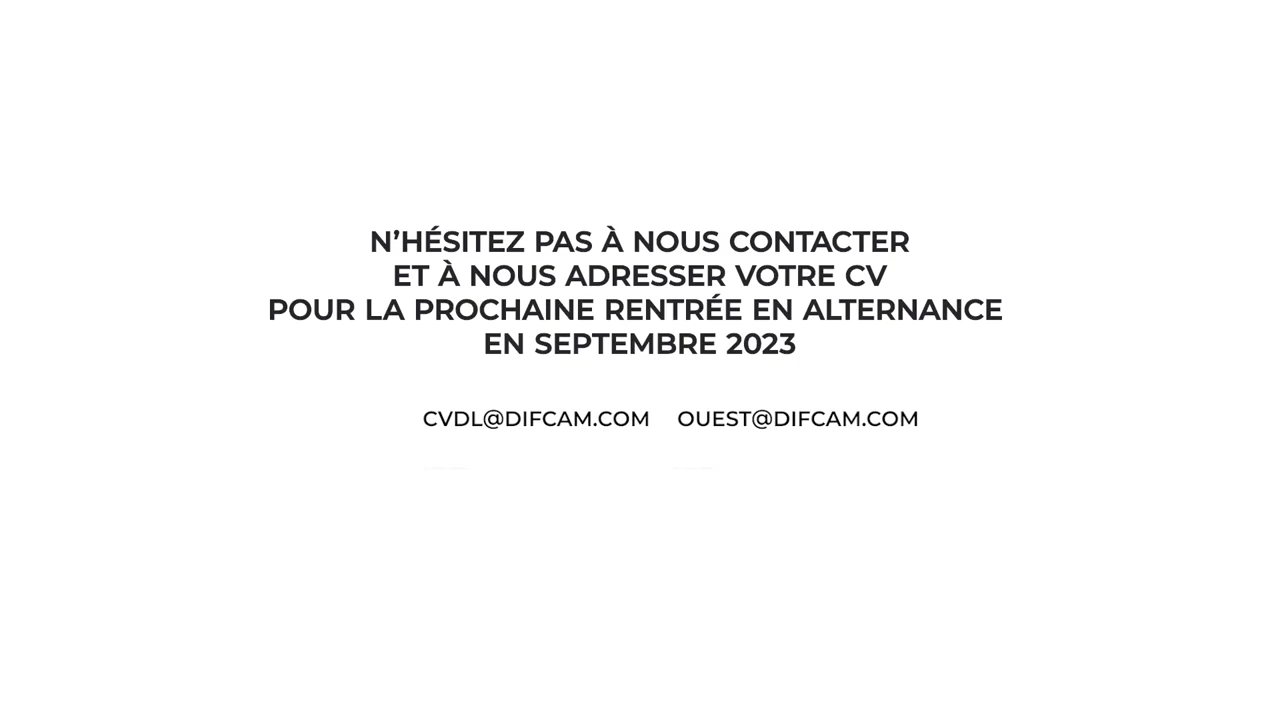 N’HÉSITEZ PAS À NOUS CONTACTER
ET À NOUS ADRESSER VOTRE CV
POUR LA PROCHAINE RENTRÉE EN ALTERNANCE
EN SEPTEMBRE 2023
CVDL@DIFCAM.COM OUEST@DIFCAM.COM